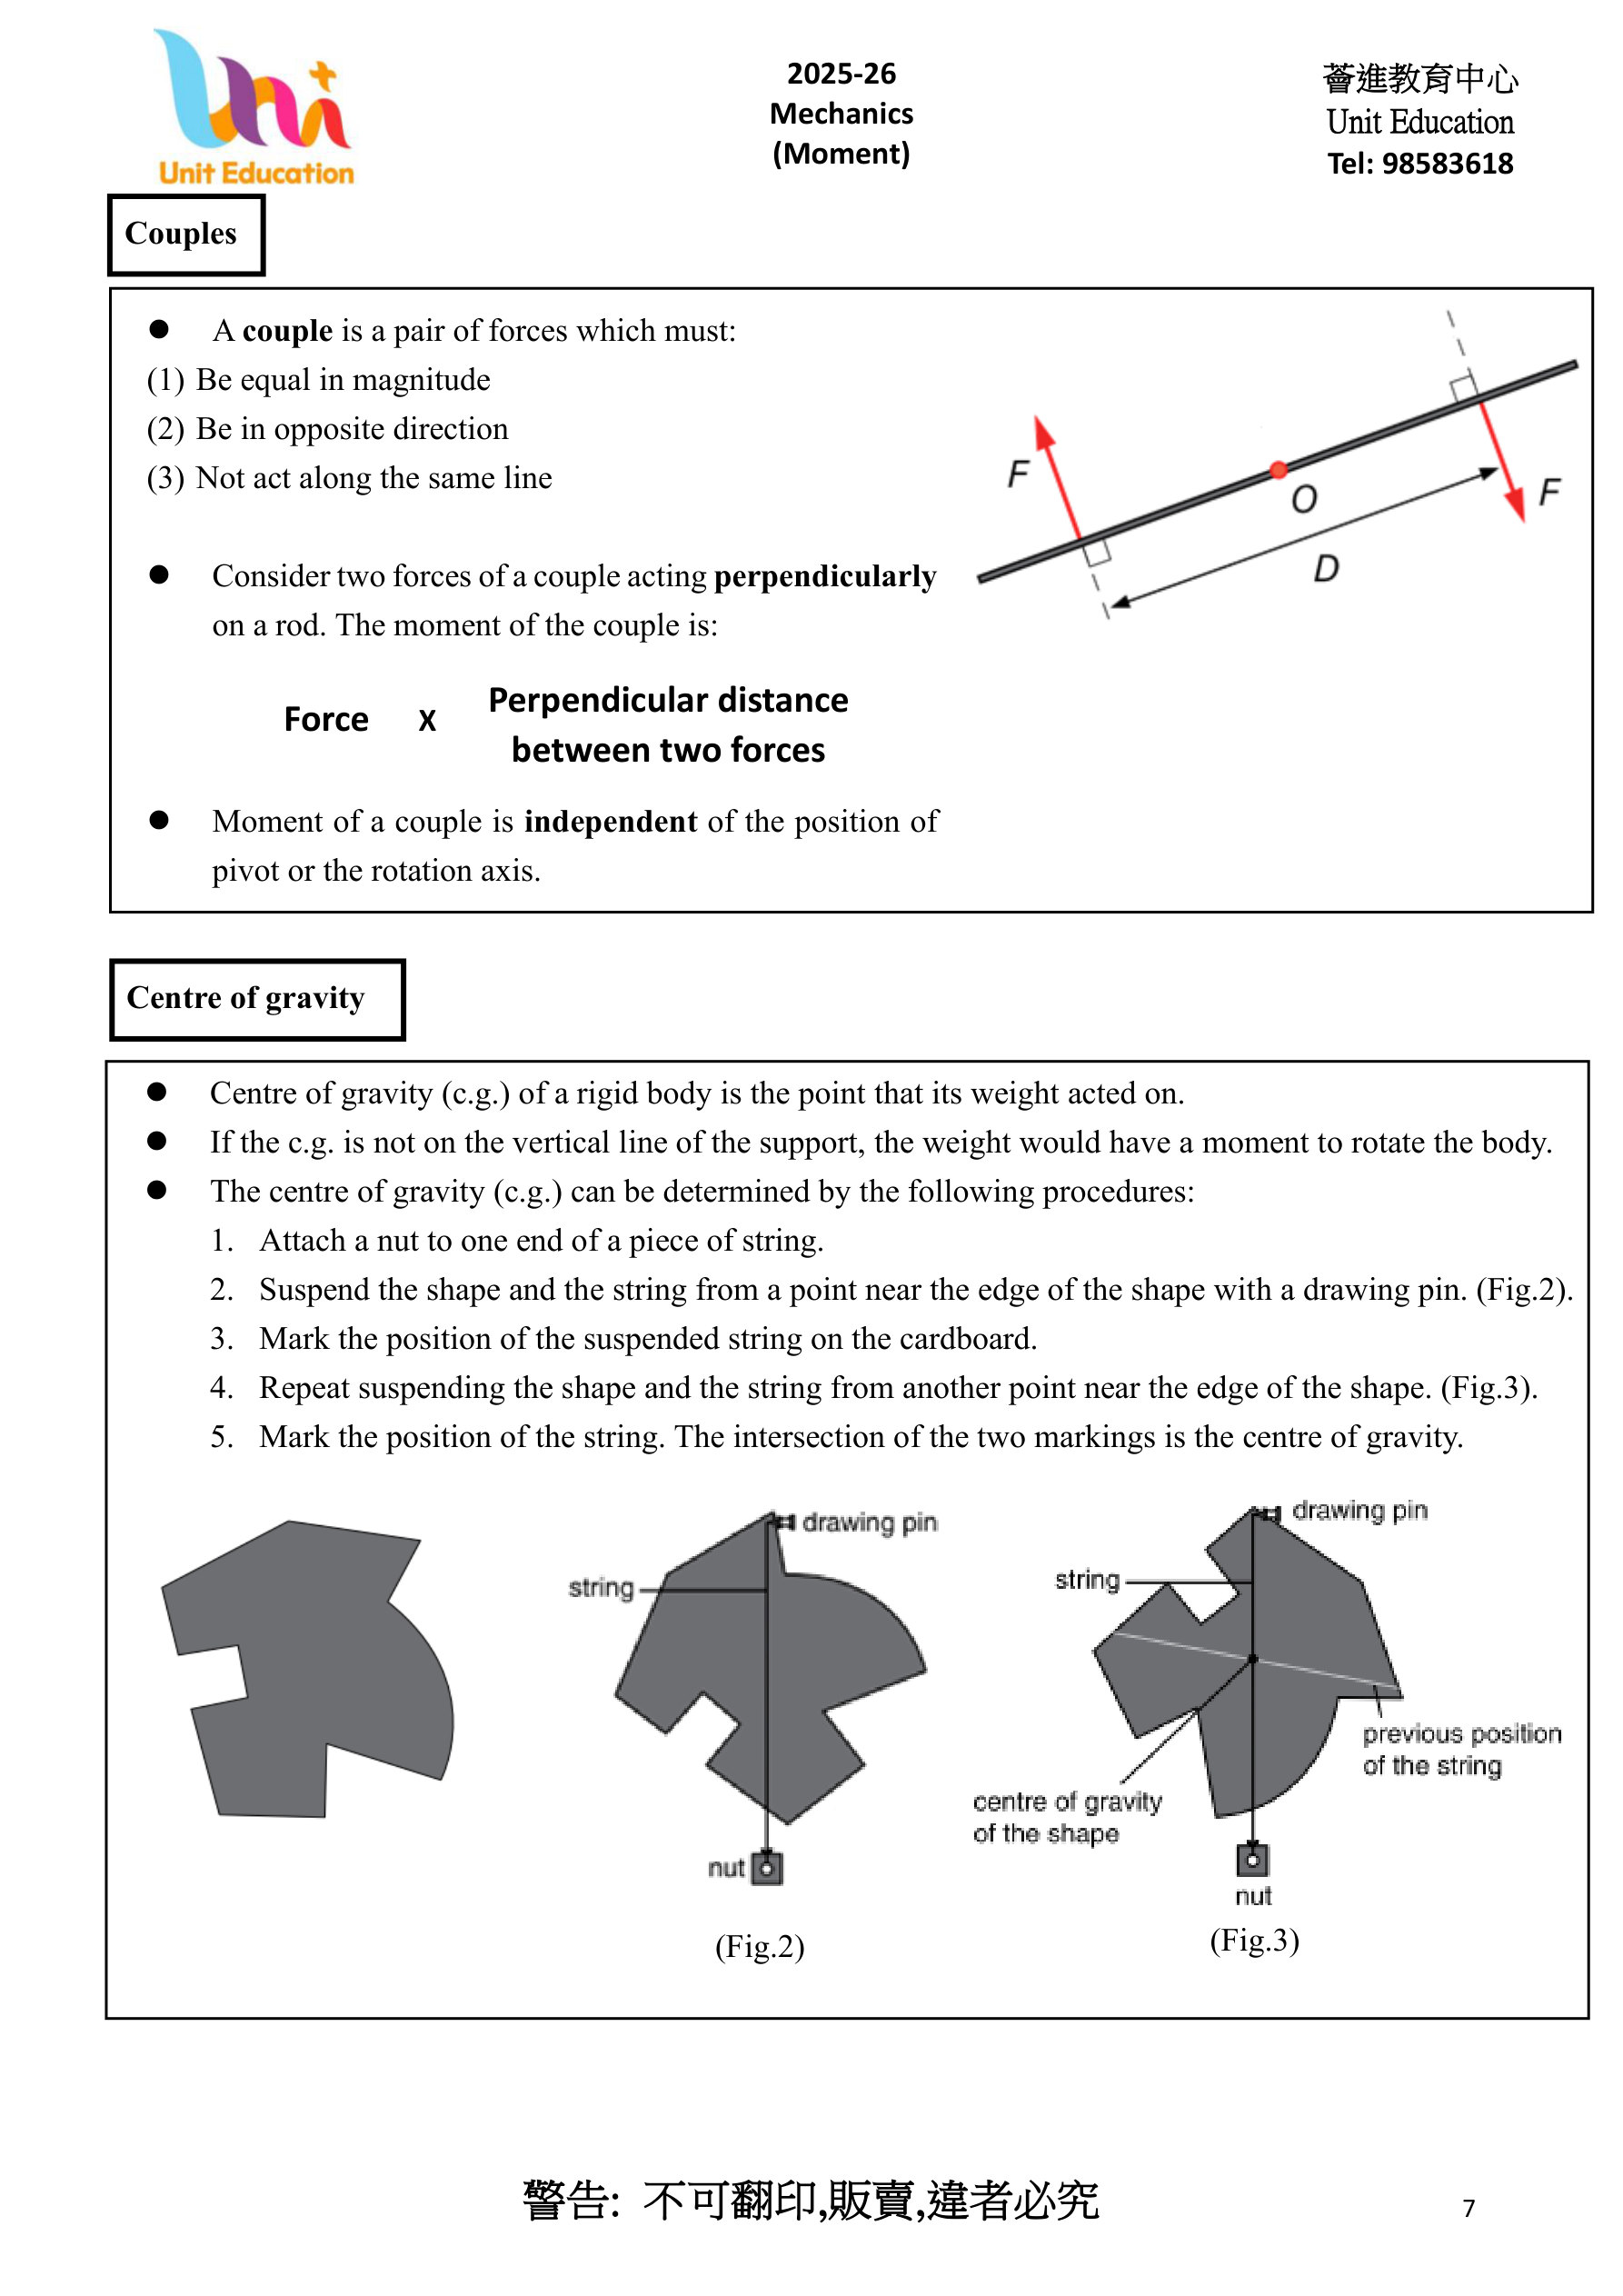 Unit Education
2025-26
Mechanics
(Moment)
薈進教育中心
Unit Education
Tel: 98583618
Couples
● A couple is a pair of forces which must:
(1) Be equal in magnitude
(2) Be in opposite direction
(3) Not act along the same line
● Consider two forces of a couple acting perpendicularly
on a rod. The moment of the couple is:
Force x Perpendicular distance
between two forces
● Moment of a couple is independent of the position of
pivot or the rotation axis.
F
O
F
D
Centre of gravity
● Centre of gravity (c.g.) of a rigid body is the point that its weight acted on.
● If the c.g. is not on the vertical line of the support, the weight would have a moment to rotate the body.
● The centre of gravity (c.g.) can be determined by the following procedures:
1. Attach a nut to one end of a piece of string.
2. Suspend the shape and the string from a point near the edge of the shape with a drawing pin. (Fig.2).
3. Mark the position of the suspended string on the cardboard.
4. Repeat suspending the shape and the string from another point near the edge of the shape. (Fig.3).
5. Mark the position of the string. The intersection of the two markings is the centre of gravity.
drawing pin
string
nut
(Fig.2)
drawing pin
string
previous position
of the string
centre of gravity
of the shape
nut
(Fig.3)
警告: 不可翻印,販賣,違者必究
7